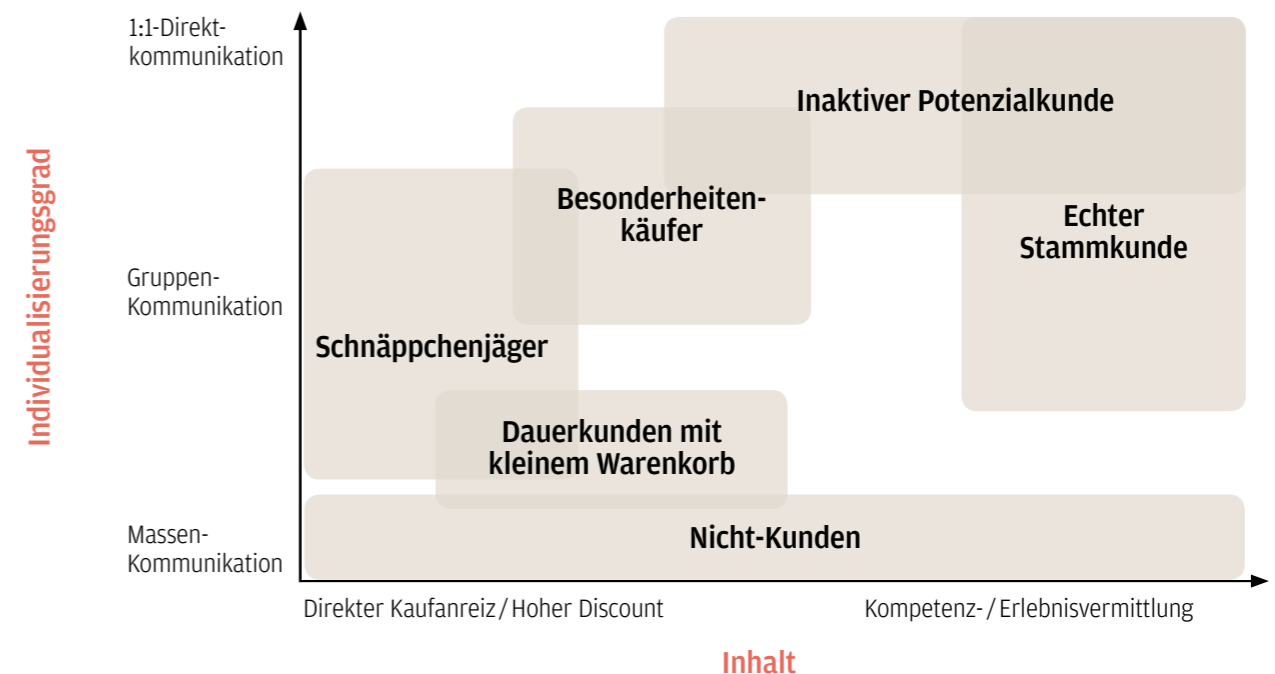 1:1-Direkt-
kommunikation
Inaktiver Potenzialkunde
Besonderheiten-
käufer
Echter
Stammkunde
Individualisierungsgrad
Gruppen-
Kommunikation
Schnäppchenjäger
Dauerkunden mit
kleinem Warenkorb
Massen-
Kommunikation
Nicht-Kunden
Direkter Kaufanreiz / Hoher Discount
Kompetenz- / Erlebnisvermittlung
Inhalt